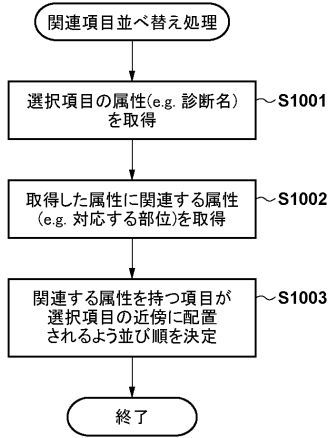 関連項目並べ替え処理
選択項目の属性(e.g. 診断名)
を取得
S1001
取得した属性に関連する属性
(e.g. 対応する部位)を取得
S1002
関連する属性を持つ項目が
選択項目の近傍に配置
されるよう並び順を決定
S1003
終了